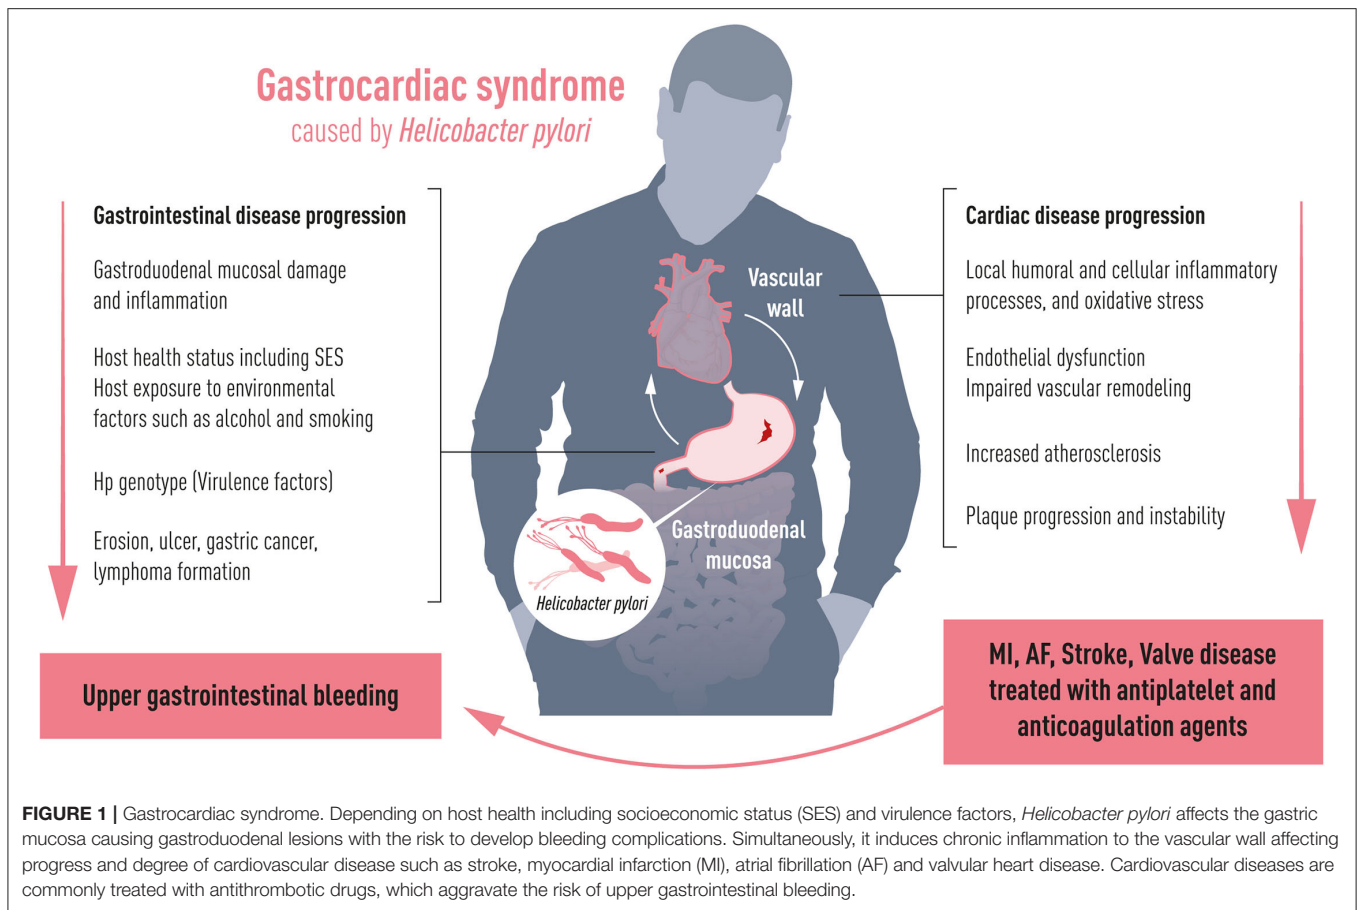 Gastrocardiac syndrome
caused by Helicobacter pylori
Gastrointestinal disease progression
Gastroduodenal mucosal damage
and inflammation
Host health status including SES
Host exposure to environmental
factors such as alcohol and smoking
Hp genotype (Virulence factors)
Erosion, ulcer, gastric cancer,
lymphoma formation
Upper gastrointestinal bleeding
Vascular
wall
Gastroduodenal
mucosa
Helicobacter pylori
Cardiac disease progression
Local humoral and cellular inflammatory
processes, and oxidative stress
Endothelial dysfunction
Impaired vascular remodeling
Increased atherosclerosis
Plaque progression and instability
MI, AF, Stroke, Valve disease
treated with antiplatelet and
anticoagulation agents
FIGURE 1 | Gastrocardiac syndrome. Depending on host health including socioeconomic status (SES) and virulence factors, Helicobacter pylori affects the gastric
mucosa causing gastroduodenal lesions with the risk to develop bleeding complications. Simultaneously, it induces chronic inflammation to the vascular wall affecting
progress and degree of cardiovascular disease such as stroke, myocardial infarction (MI), atrial fibrillation (AF) and valvular heart disease. Cardiovascular diseases are
commonly treated with antithrombotic drugs, which aggravate the risk of upper gastrointestinal bleeding.